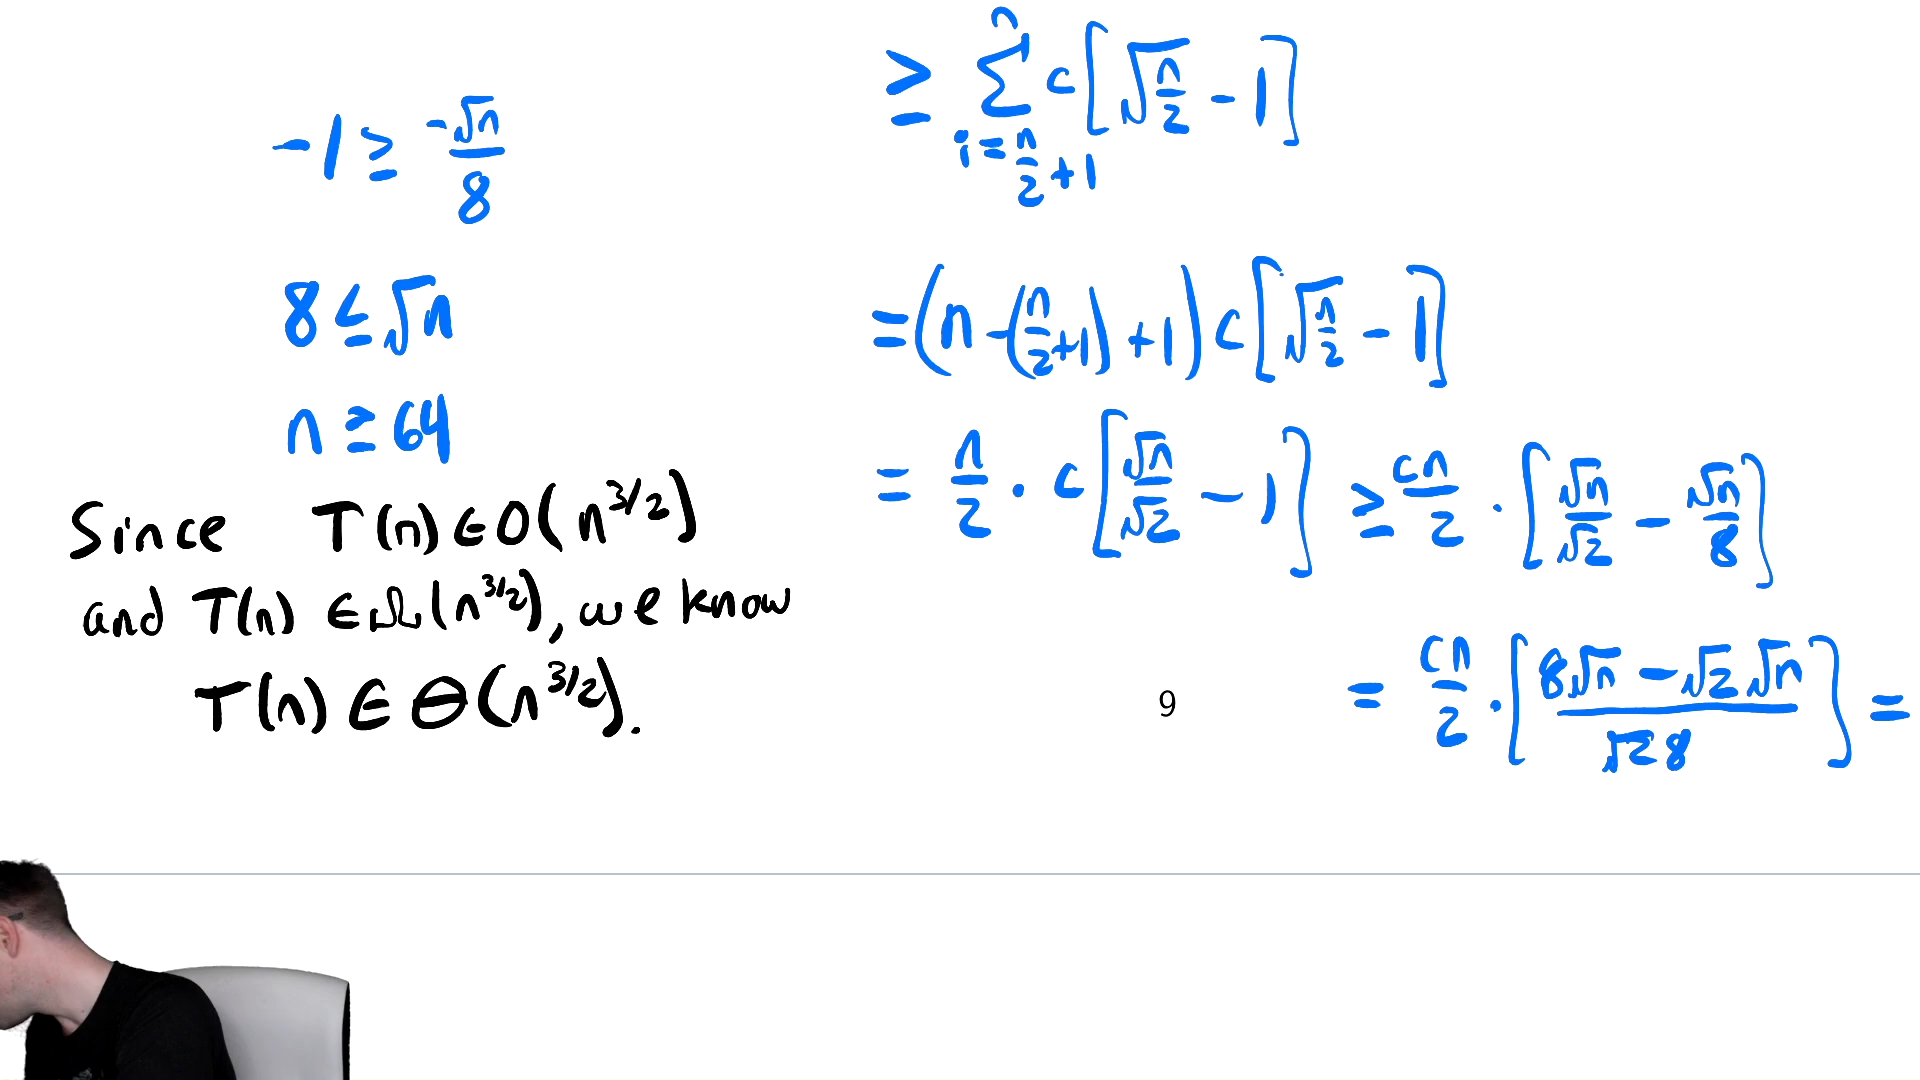 -1 ≥ -√n/8
8 ≤ √n
n ≥ 64
Since T(n) ∈ O(n^3/2)
and T(n) ∈ Ω(n^3/2), we know
T(n) ∈ Θ(n^3/2).
≥ ∑_{i=n/2+1}^{n} c[√(n/2) - 1]
= (n - (n/2+1) + 1) c[√(n/2) - 1]
= n/2 · c[√n/√2 - 1] ≥ cn/2 · [√n/√2 - √n/8]
= cn/2 · [(8√n - √2 √n)/(√2 8)] =
9